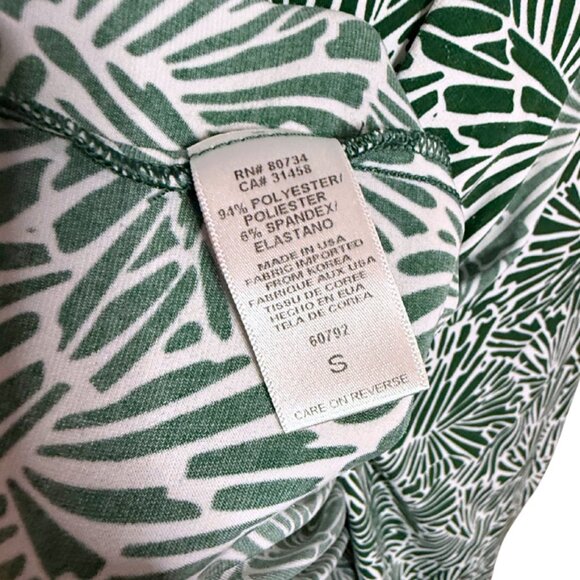 RN# 80734
CA# 31458
94% POLYESTER/
POLIESTER
6% SPANDEX/
ELASTANO
MADE IN USA
FABRIC IMPORTED
FROM KOREA
FABRIQUE AUX USA
TISSU DE COREE
HECHO EN EUA
TELA DE COREA
60792
S
CARE ON REVERSE